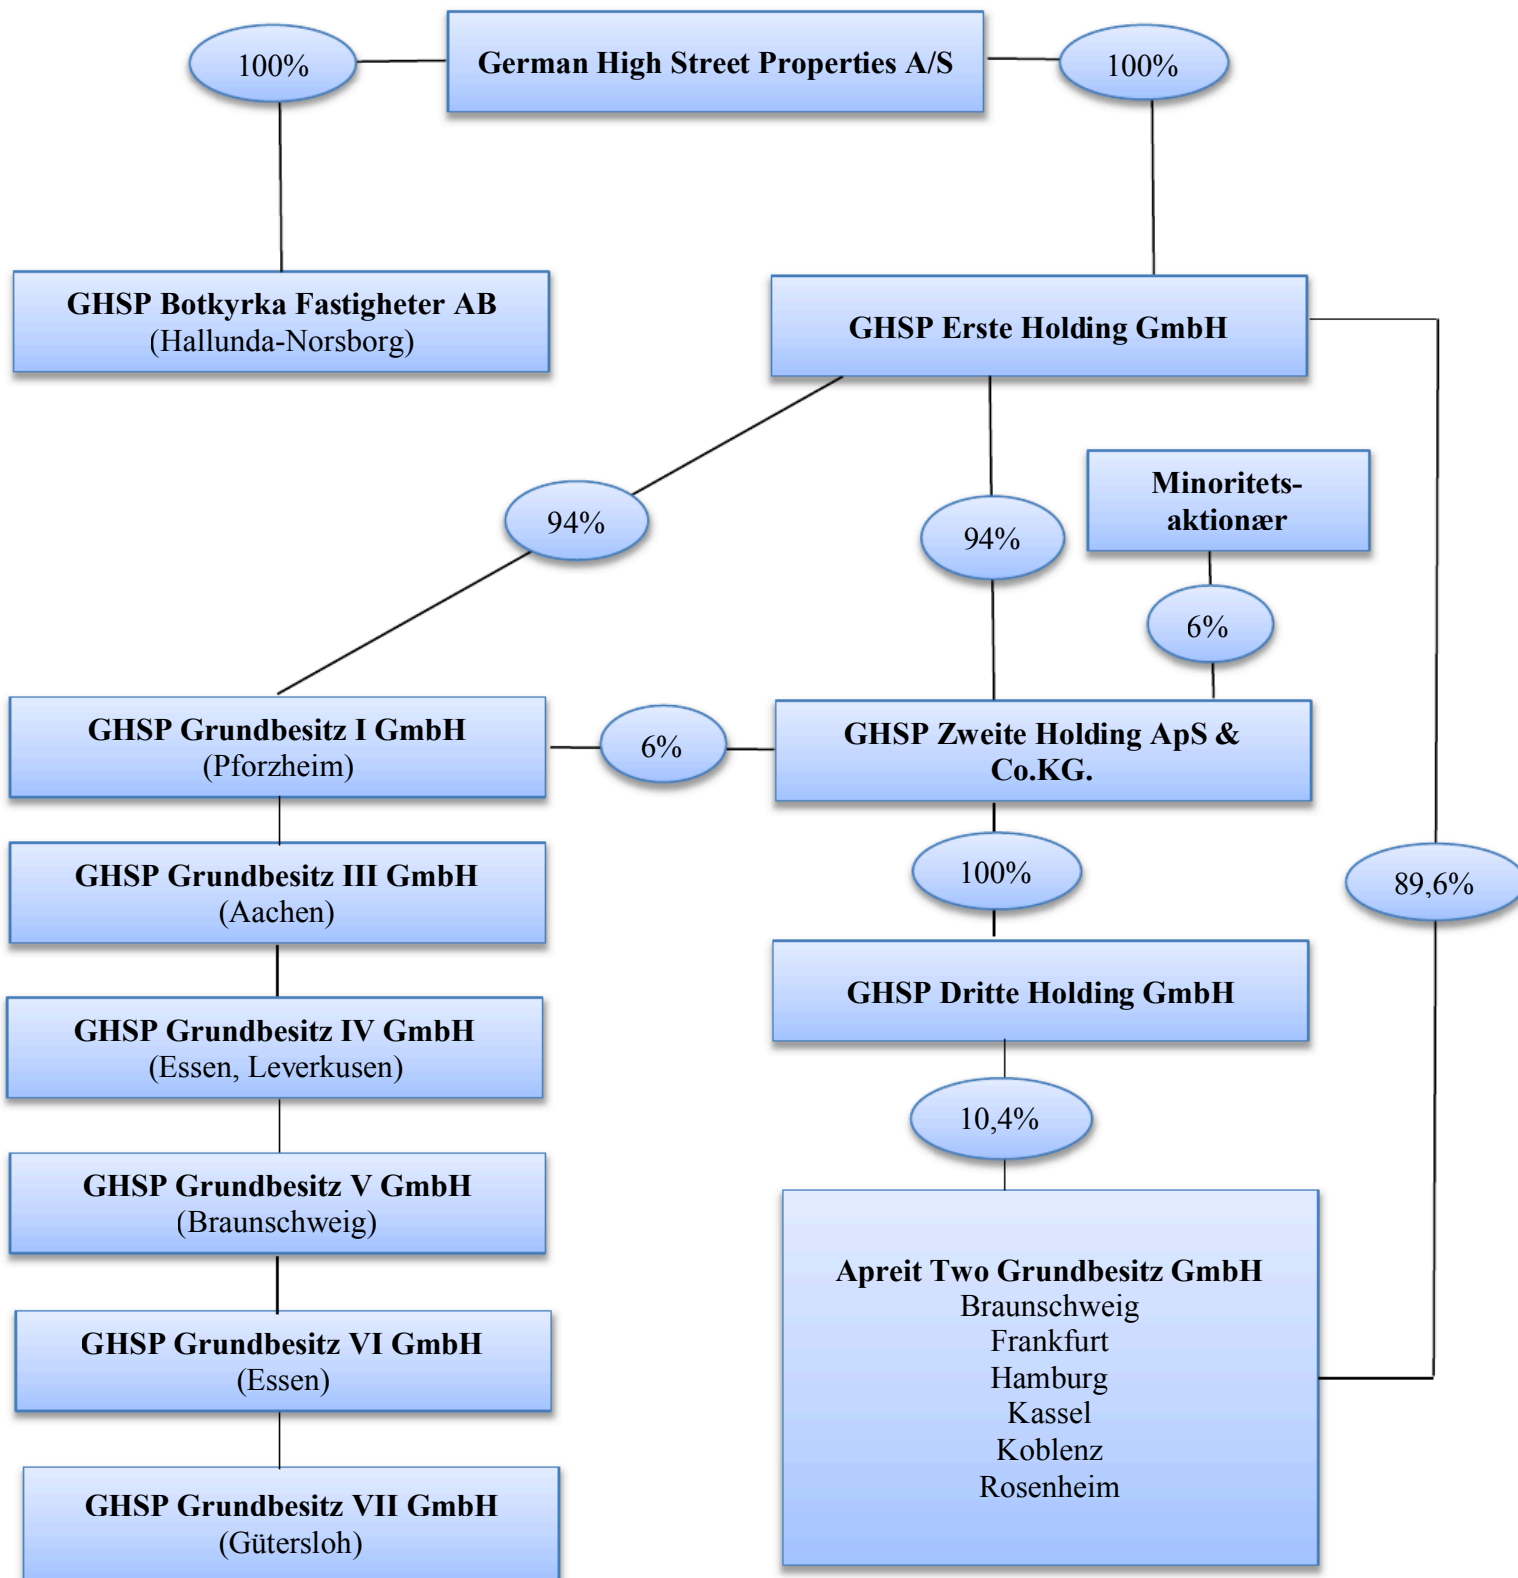 100%
German High Street Properties A/S
100%
GHSP Botkyrka Fastigheter AB
(Hallunda-Norsborg)
GHSP Erste Holding GmbH
94%
94%
Minoritets-
aktionær
6%
GHSP Grundbesitz I GmbH
(Pforzheim)
6%
GHSP Zweite Holding ApS &
Co.KG.
GHSP Grundbesitz III GmbH
(Aachen)
100%
89,6%
GHSP Dritte Holding GmbH
GHSP Grundbesitz IV GmbH
(Essen, Leverkusen)
10,4%
GHSP Grundbesitz V GmbH
(Braunschweig)
Apreit Two Grundbesitz GmbH
Braunschweig
Frankfurt
Hamburg
Kassel
Koblenz
Rosenheim
GHSP Grundbesitz VI GmbH
(Essen)
GHSP Grundbesitz VII GmbH
(Gütersloh)